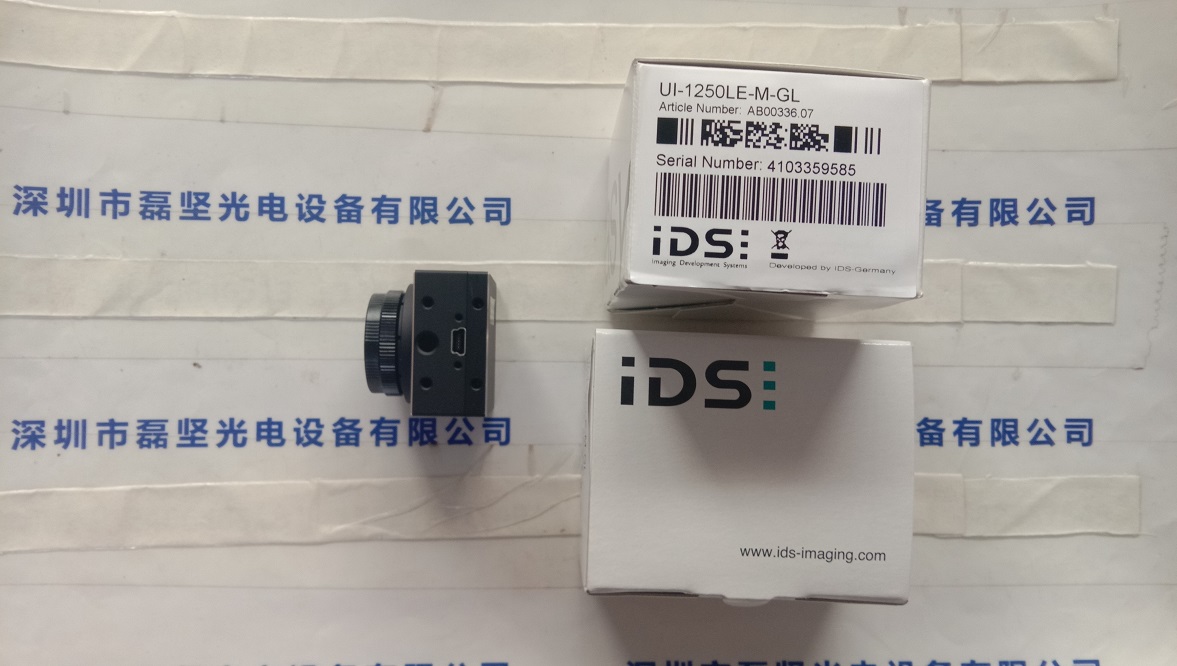 UI-1250LE-M-GL
Article Number: AB00336.07
Serial Number: 4103359585
iDS
Imaging Development Systems
Developed by IDS-Germany
深圳市磊坚光电设备有限公司
备有限公司
iDS
深圳市磊坚光电设备有限公司
备有限公司
www.ids-imaging.com